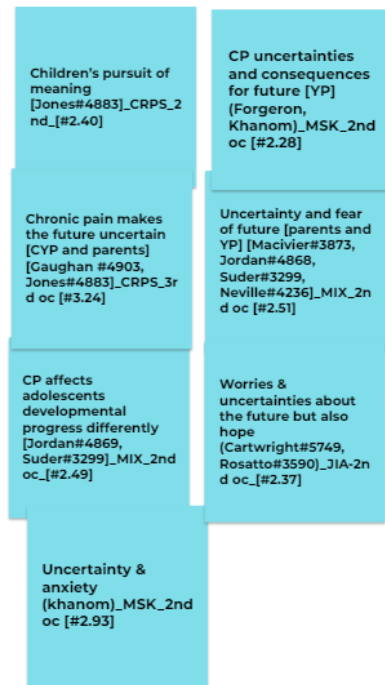 Children's pursuit of
meaning
[Jones#4883]_CRPS_2
nd_[#2.40]
CP uncertainties
and consequences
for future [YP]
(Forgeron,
Khanom)_MSK_2nd
oc [#2.28]
Chronic pain makes
the future uncertain
[CYP and parents]
[Gaughan #4903,
Jones#4883]_CRPS_3r
d oc [#3.24]
Uncertainty and fear
of future [parents and
YP] [Macivier#3873,
Jordan#4868,
Suder#3299,
Neville#4236]_MIX_2n
d oc [#2.51]
CP affects
adolescents
developmental
progress differently
[Jordan#4869,
Suder#3299]_MIX_2nd
oc_[#2.49]
Worries &
uncertainties about
the future but also
hope
(Cartwright#5749,
Rosatto#3590)_JIA-2n
d oc_[#2.37]
Uncertainty &
anxiety
(khanom)_MSK_2nd
oc [#2.93]